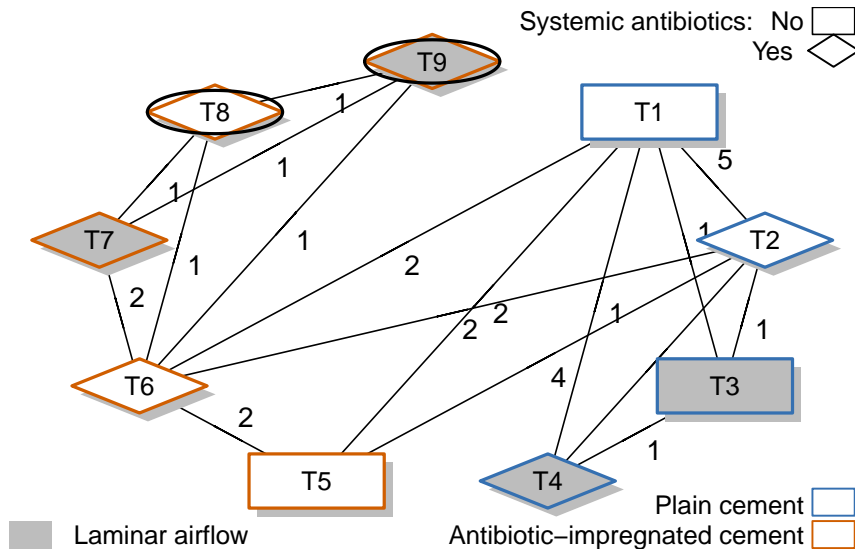 Systemic antibiotics: No
Yes
T9
T8
1
T1
5
1
1
T7
1
T2
1
1
2
2
1
2
2
1
1
T6
T3
4
2
1
T5
T4
Plain cement
Laminar airflow
Antibiotic−impregnated cement